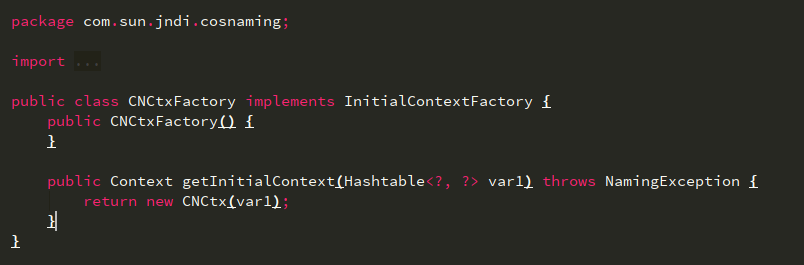 package com.sun.jndi.cosnaming;
import ...
public class CNCtxFactory implements InitialContextFactory {
public CNCtxFactory() {
}
public Context getInitialContext(Hashtable<?, ?> var1) throws NamingException {
return new CNCtx(var1);
}
}